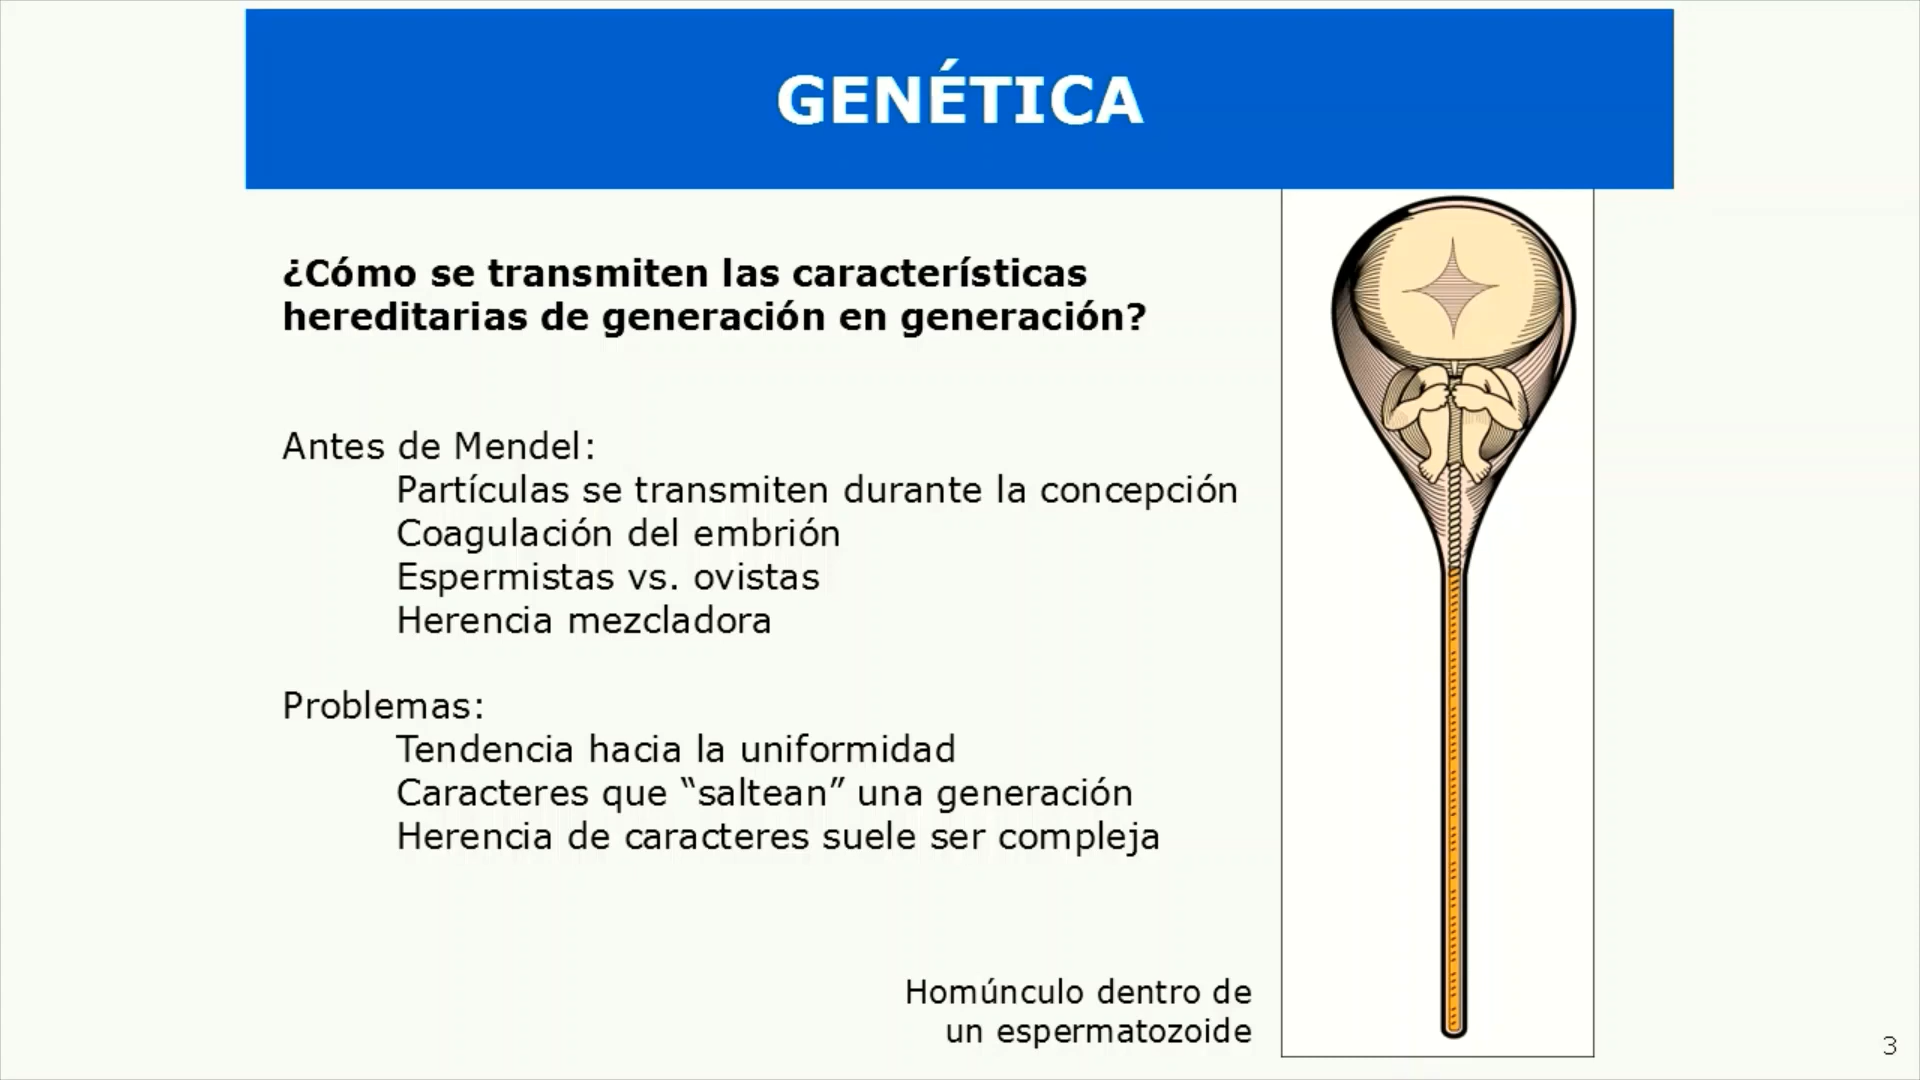 GENÉTICA
¿Cómo se transmiten las características
hereditarias de generación en generación?
Antes de Mendel:
Partículas se transmiten durante la concepción
Coagulación del embrión
Espermistas vs. ovistas
Herencia mezcladora
Problemas:
Tendencia hacia la uniformidad
Caracteres que “saltean” una generación
Herencia de caracteres suele ser compleja
Homúnculo dentro de
un espermatozoide
3